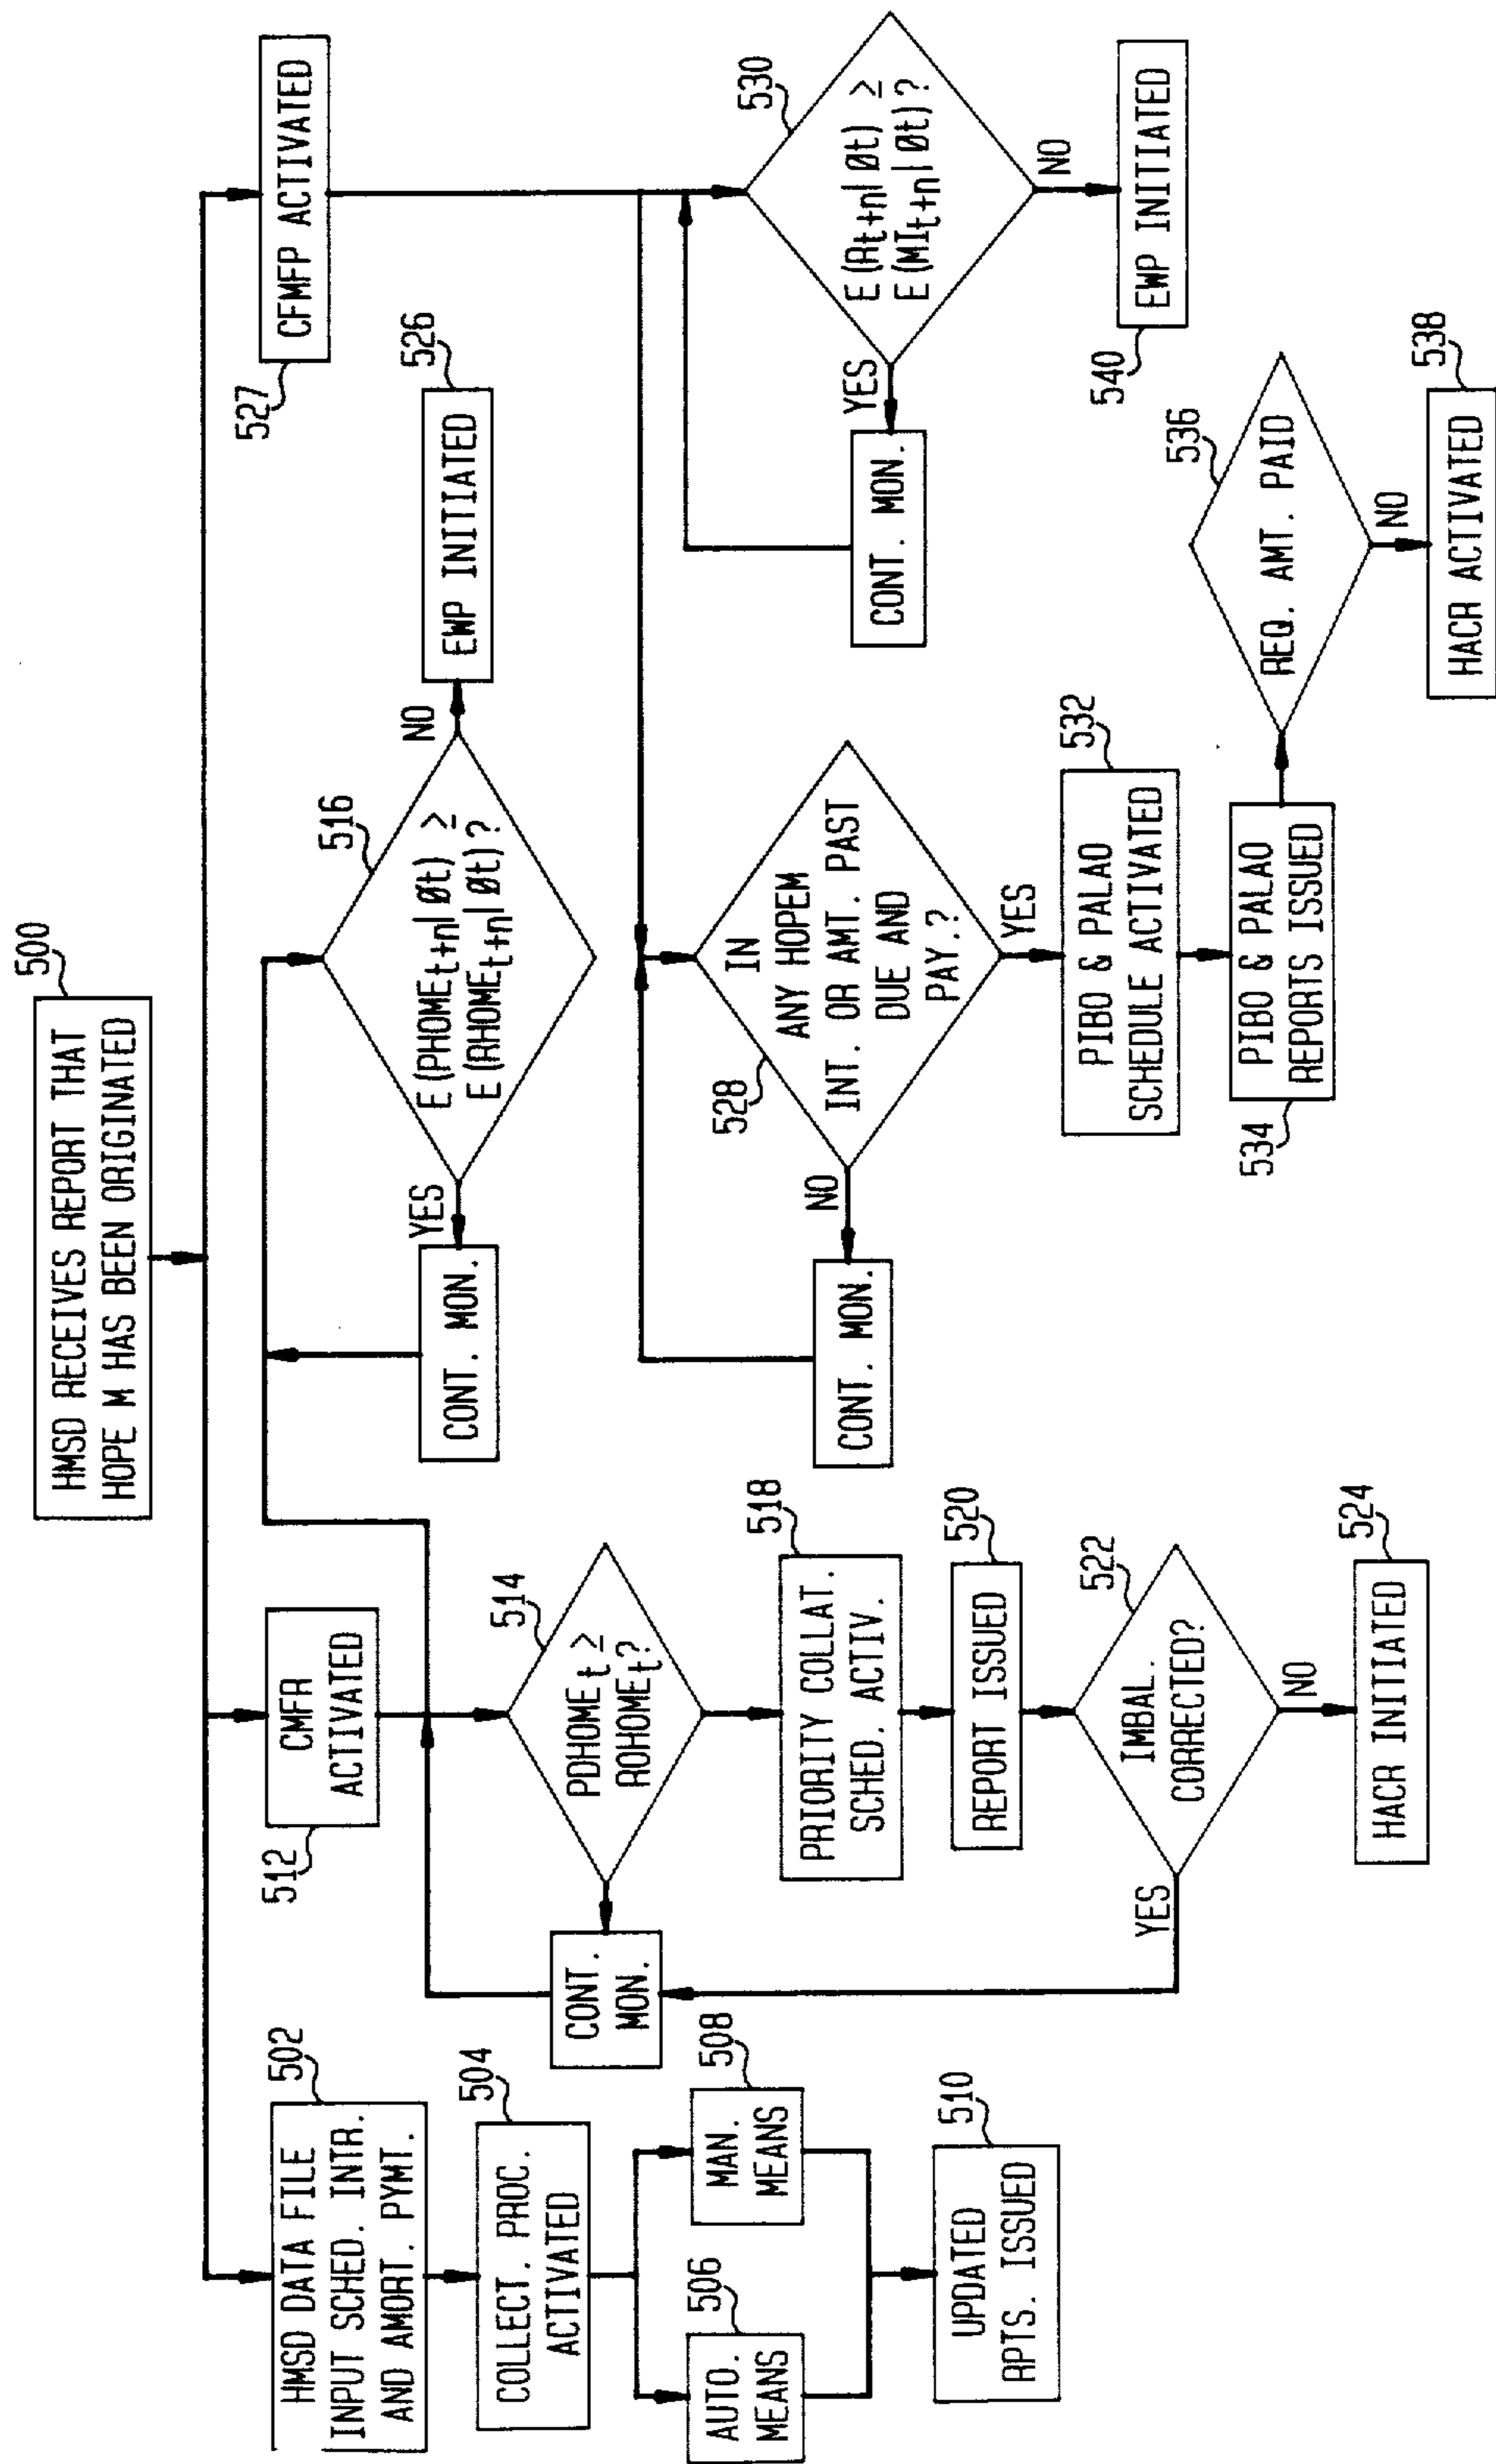 500
HMSD RECEIVES REPORT THAT
HOPE M HAS BEEN ORIGINATED
502
HMSD DATA FILE
INPUT SCHED. INTR.
AND AMORT. PYMT.
504
COLLECT. PROC.
ACTIVATED
506
AUTO.
MEANS
508
MAN.
MEANS
510
UPDATED
RPTS. ISSUED
512
CMFR
ACTIVATED
514
PDHOMEt ≥
ROHOMEt?
CONT.
MON.
518
PRIORITY COLLAT.
SCHED. ACTIV.
520
REPORT ISSUED
522
IMBAL.
CORRECTED?
YES
NO
524
HACR INITIATED
516
E(PHOMEt+n|Øt) ≥
E(RHOMEt+n|Øt)?
YES
CONT. MON.
NO
526
EWP INITIATED
527
CFMFP ACTIVATED
528
IN
ANY HOPEM
INT. OR AMT. PAST
DUE AND
PAY.?
NO
CONT. MON.
YES
532
PIBO & PALAO
SCHEDULE ACTIVATED
534
PIBO & PALAO
REPORTS ISSUED
536
REQ. AMT. PAID
NO
538
HACR ACTIVATED
530
E(Rt+n|Øt) ≥
E(MIt+n|Øt)?
YES
CONT. MON.
NO
540
EWP INITIATED